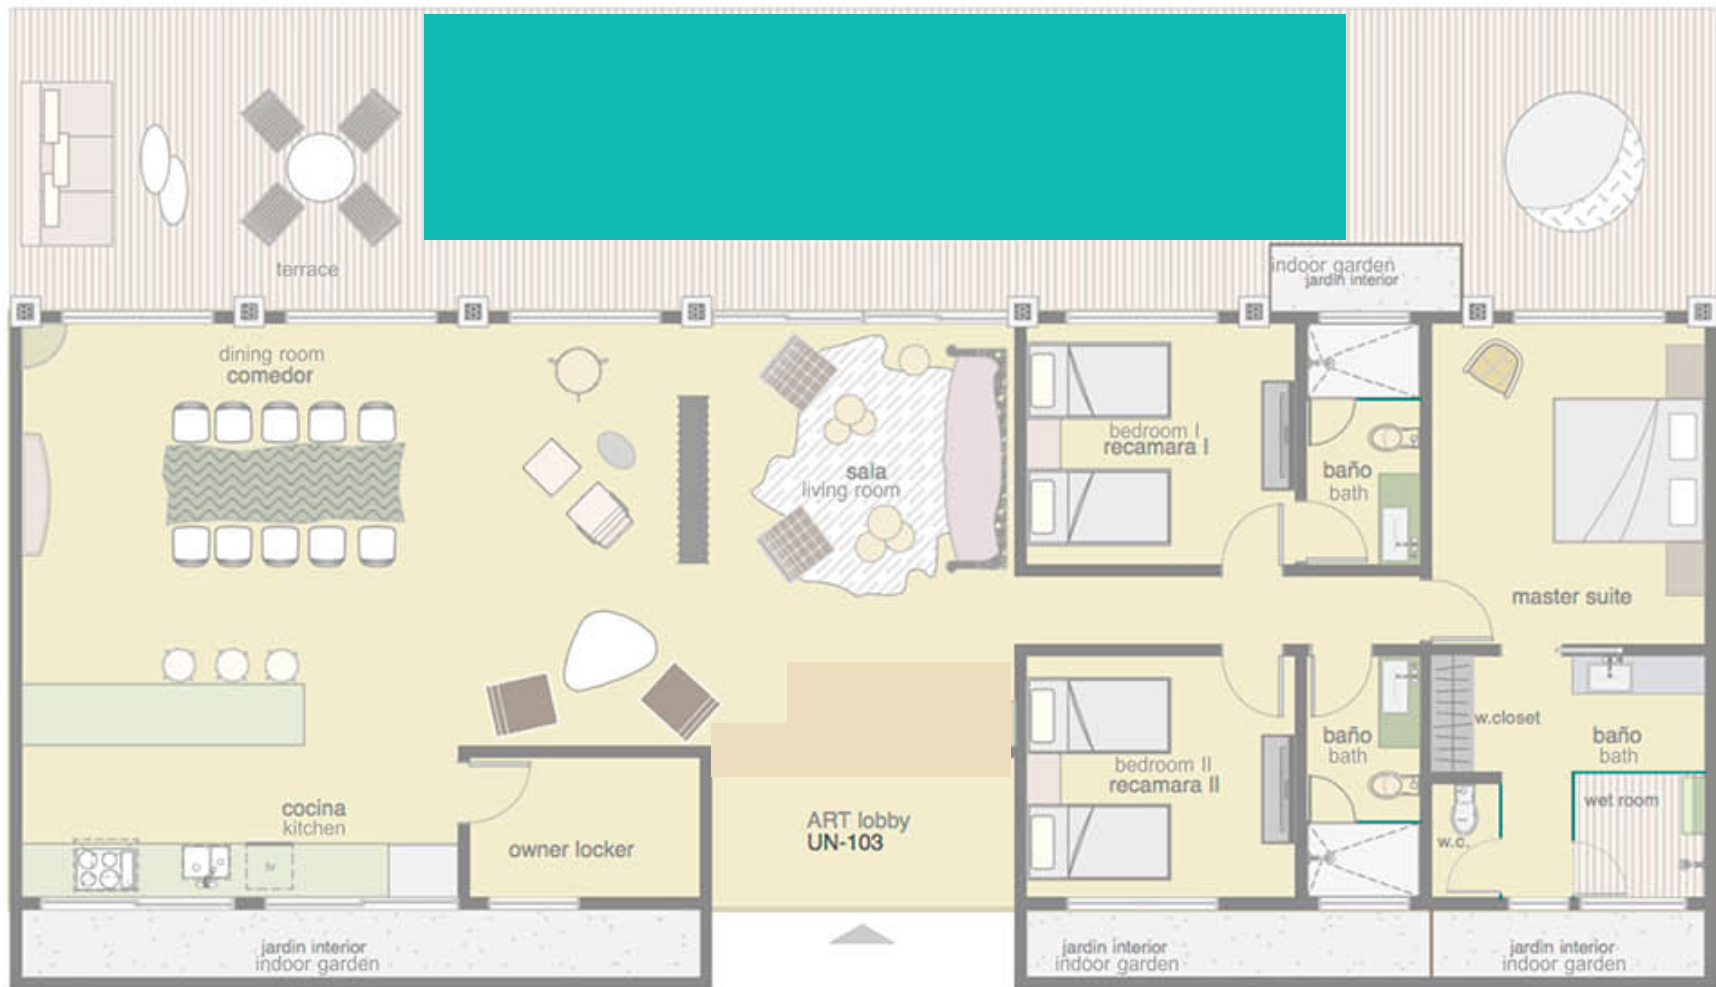 terrace
indoor garden
jardin interior
dining room
comedor
sala
living room
bedroom I
recamara I
baño
bath
master suite
w.closet
baño
bath
baño
bath
bedroom II
recamara II
wet room
w.c.
cocina
kitchen
owner locker
ART lobby
UN-103
jardin interior
indoor garden
jardin interior
indoor garden
jardin interior
indoor garden